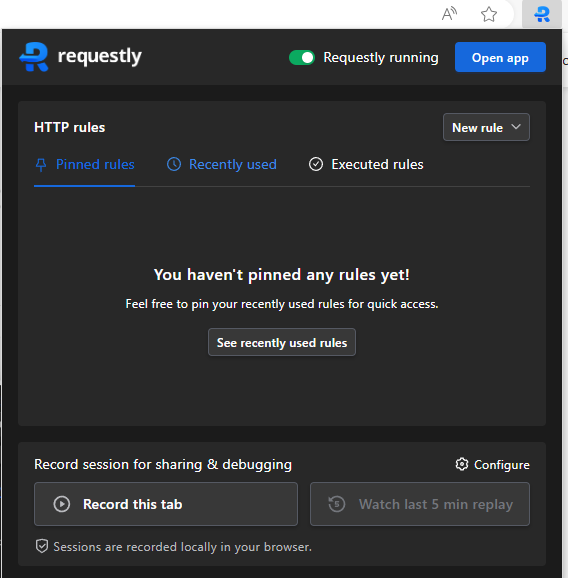 requestly
Requestly running
Open app
HTTP rules
New rule
Pinned rules
Recently used
Executed rules
You haven't pinned any rules yet!
Feel free to pin your recently used rules for quick access.
See recently used rules
Record session for sharing & debugging
Configure
Record this tab
5
Watch last 5 min replay
Sessions are recorded locally in your browser.